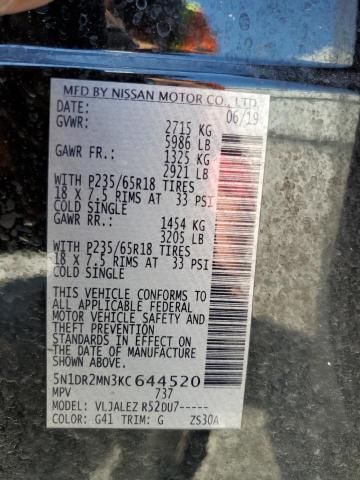 MFD BY NISSAN MOTOR CO., LTD.
DATE: 06/19
GVWR: 2715 KG
5986 LB
GAWR FR.: 1325 KG
2921 LB
WITH P235/65R18 TIRES
18 X 7.5 RIMS AT 33 PSI
COLD SINGLE
GAWR RR.: 1454 KG
3205 LB
WITH P235/65R18 TIRES
18 X 7.5 RIMS AT 33 PSI
COLD SINGLE
THIS VEHICLE CONFORMS TO
ALL APPLICABLE FEDERAL
MOTOR VEHICLE SAFETY AND
THEFT PREVENTION
STANDARDS IN EFFECT ON
THE DATE OF MANUFACTURE
SHOWN ABOVE.
5N1DR2MN3KC644520
MPV 737
MODEL: VLJALEZ R52DU7-----
COLOR: G41 TRIM: G ZS30A